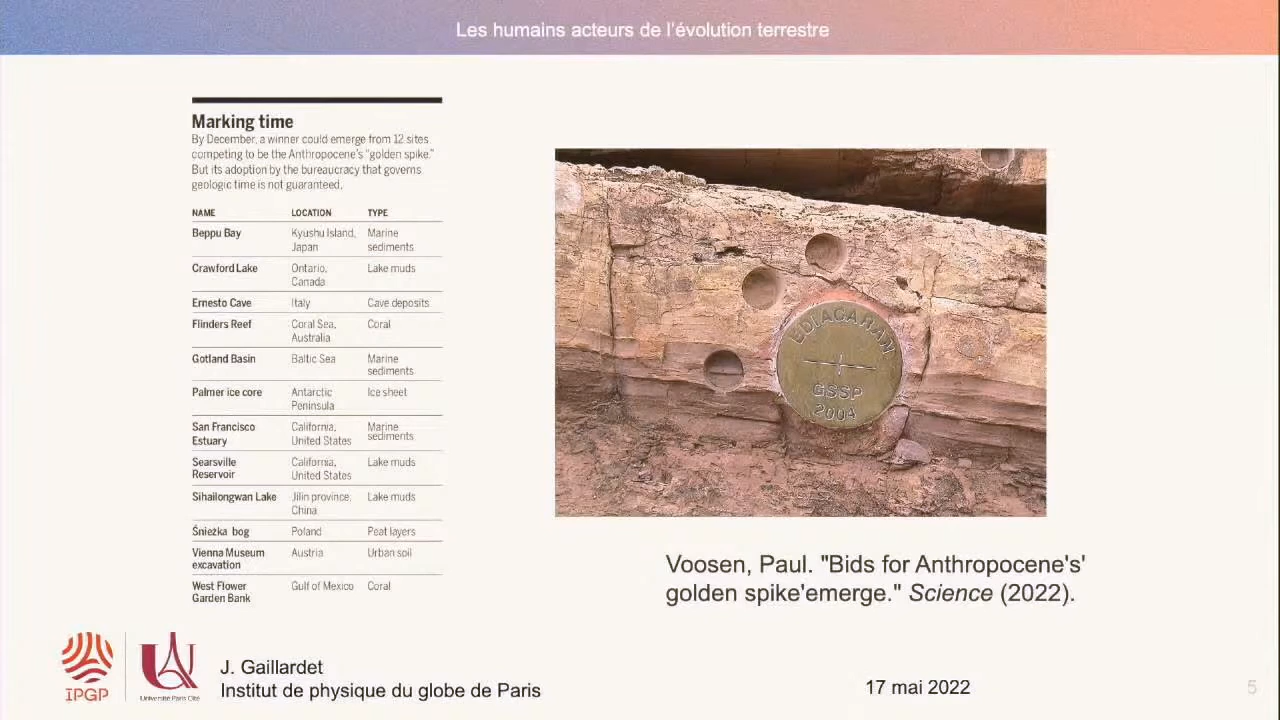 Les humains acteurs de l'évolution terrestre
Marking time
By December, a winner could emerge from 12 sites
competing to be the Anthropocene's "golden spike."
But its adoption by the bureaucracy that governs
geologic time is not guaranteed.
NAME LOCATION TYPE
Beppu Bay Kyushu Island, Marine
Japan sediments
Crawford Lake Ontario, Lake muds
Canada
Ernesto Cave Italy Cave deposits
Flinders Reef Coral Sea, Coral
Australia
Gotland Basin Baltic Sea Marine
sediments
Palmer ice core Antarctic Ice sheet
Peninsula
San Francisco California, Marine
Estuary United States sediments
Searsville California, Lake muds
Reservoir United States
Sihailongwan Lake Jilin province, Lake muds
China
Śnieżka bog Poland Peat layers
Vienna Museum Austria Urban soil
excavation
West Flower Gulf of Mexico Coral
Garden Bank
EDIACARAN
GSSP
2004
Voosen, Paul. "Bids for Anthropocene's'
golden spike'emerge." Science (2022).
IPGP
Université Paris Cité
J. Gaillardet
Institut de physique du globe de Paris
17 mai 2022
5